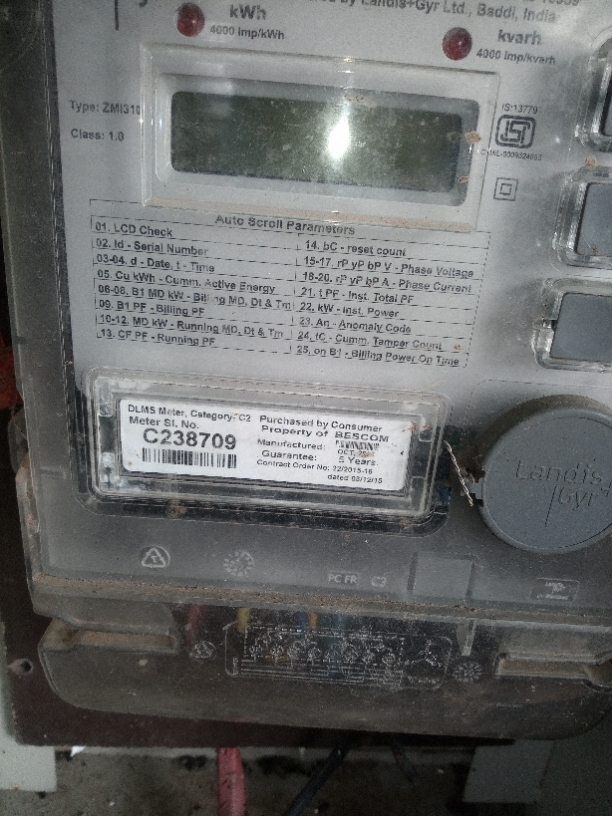 by Landis+Gyr Ltd., Baddi, India
kWh
4000 Imp/kWh
kvarh
4000 Imp/kvarh
Type: ZMI310
Class: 1.0
IS:13779
Auto Scroll Parameters
01. LCD Check
02. Id - Serial Number
03-04. d - Date, t - Time
05. Cu kWh - Cumm. Active Energy
06-08. B1 MD kW - Billing MD, Dt & Tm
09. B1 PF - Billing PF
10-12. MD kW - Running MD, Dt & Tm
13. CF PF - Running PF
14. bC - reset count
15-17. rP yP bP V - Phase Voltage
18-20. rP yP bP A - Phase Current
21. t PF - Inst. Total PF
22. kW - Inst. Power
23. An - Anomaly Code
24. tC - Cumm. Tamper Count
25. on B1 - Billing Power On Time
DLMS Meter, Category-'C2
Meter Sl. No.
C238709
Purchased by Consumer
Property of BESCOM
Manufactured:
OCT,
Guarantee: 5 Years
Contract Order No: 22/2015-16
dated 03/12/15
Landis
Gyr
PC FR